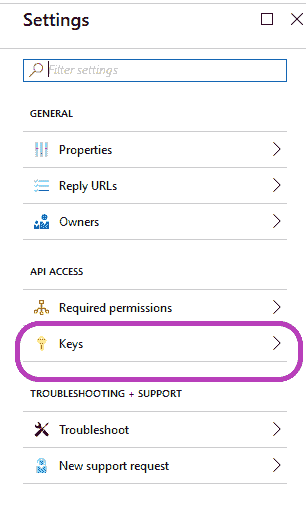 Settings
Filter settings
GENERAL
Properties
Reply URLs
Owners
API ACCESS
Required permissions
Keys
TROUBLESHOOTING + SUPPORT
Troubleshoot
New support request